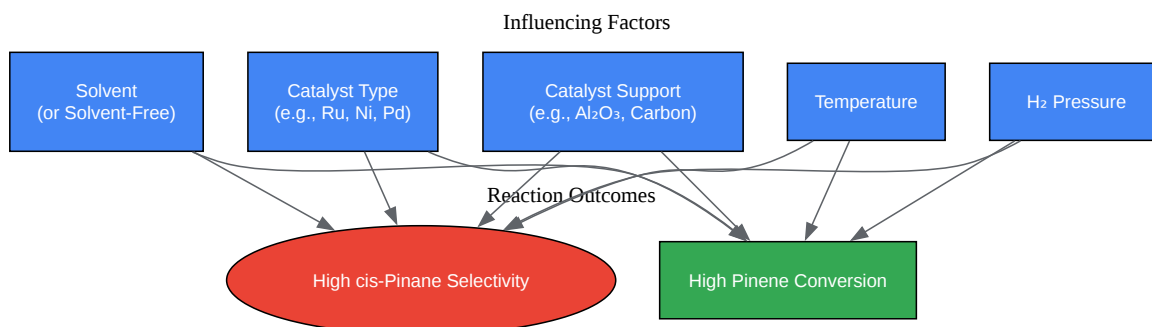 Influencing Factors
Solvent
(or Solvent-Free)
Catalyst Type
(e.g., Ru, Ni, Pd)
Catalyst Support
(e.g., Al₂O₃, Carbon)
Temperature
H₂ Pressure
Reaction Outcomes
High cis-Pinane Selectivity
High Pinene Conversion